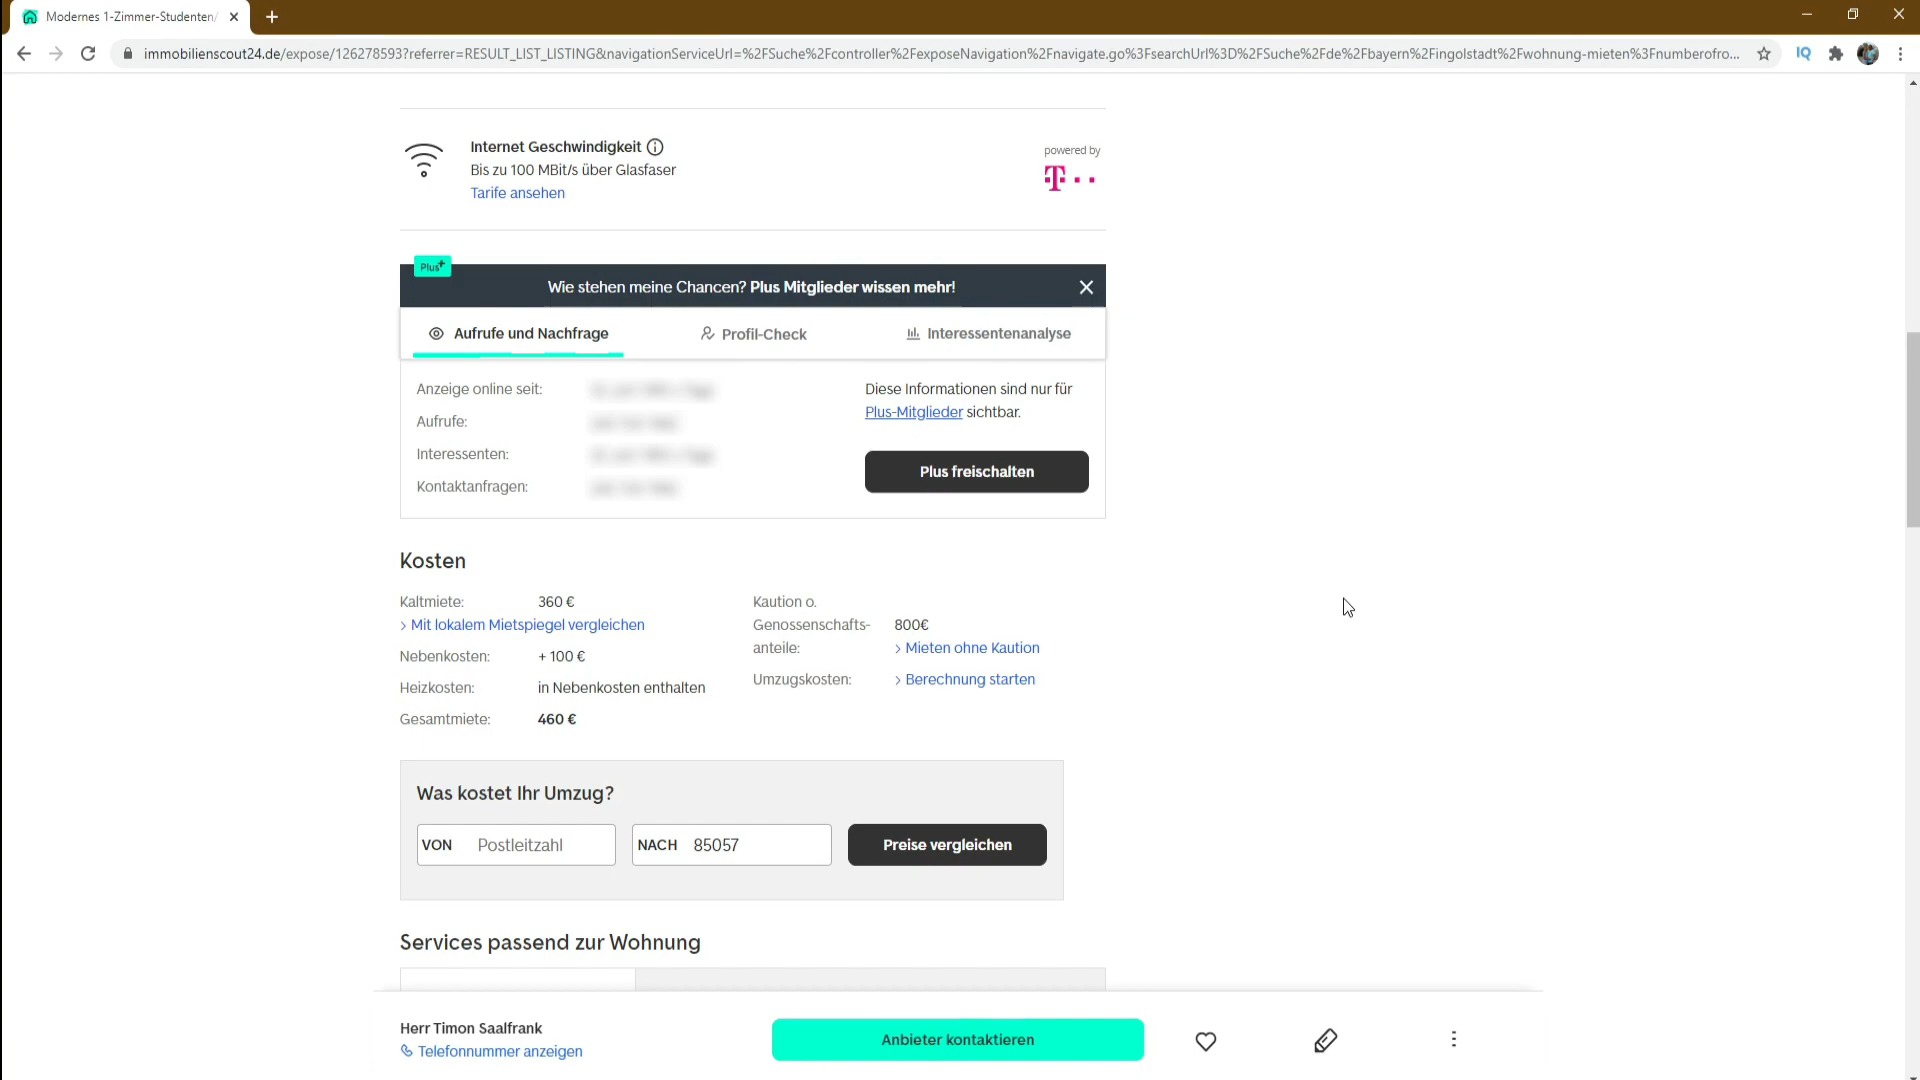 Modernes 1-Zimmer-Studenten/
immobilienscout24.de/expose/126278593?referrer=RESULT_LIST_LISTING&navigationServiceUrl=%2FSuche%2Fcontroller%2FexposeNavigation%2Fnavigate.go%3FsearchUrl%3D%2FSuche%2Fde%2Fbayern%2Fingolstadt%2Fwohnung-mieten%3Fnumberofro...
IQ
Internet Geschwindigkeit
Bis zu 100 MBit/s über Glasfaser
Tarife ansehen
powered by
T
Plus+
Wie stehen meine Chancen? Plus Mitglieder wissen mehr!
Aufrufe und Nachfrage
Profil-Check
Interessentenanalyse
Anzeige online seit:
Aufrufe:
Interessenten:
Kontaktanfragen:
Diese Informationen sind nur für
Plus-Mitglieder sichtbar.
Plus freischalten
Kosten
Kaltmiete: 360 €
> Mit lokalem Mietspiegel vergleichen
Nebenkosten: + 100 €
Heizkosten: in Nebenkosten enthalten
Gesamtmiete: 460 €
Kaution o.
Genossenschafts- 800€
anteile: > Mieten ohne Kaution
Umzugskosten: > Berechnung starten
Was kostet Ihr Umzug?
VON Postleitzahl
NACH 85057
Preise vergleichen
Services passend zur Wohnung
Herr Timon Saalfrank
Telefonnummer anzeigen
Anbieter kontaktieren